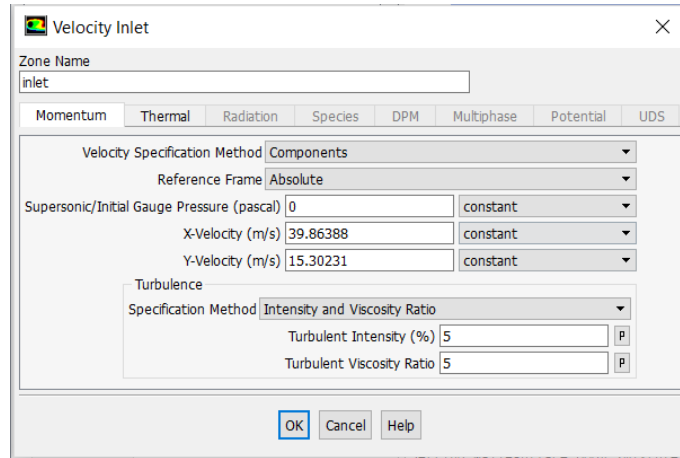 Velocity Inlet
Zone Name
inlet
Momentum Thermal Radiation Species DPM Multiphase Potential UDS
Velocity Specification Method Components
Reference Frame Absolute
Supersonic/Initial Gauge Pressure (pascal) 0 constant
X-Velocity (m/s) 39.86388 constant
Y-Velocity (m/s) 15.30231 constant
Turbulence
Specification Method Intensity and Viscosity Ratio
Turbulent Intensity (%) 5 P
Turbulent Viscosity Ratio 5 P
OK Cancel Help